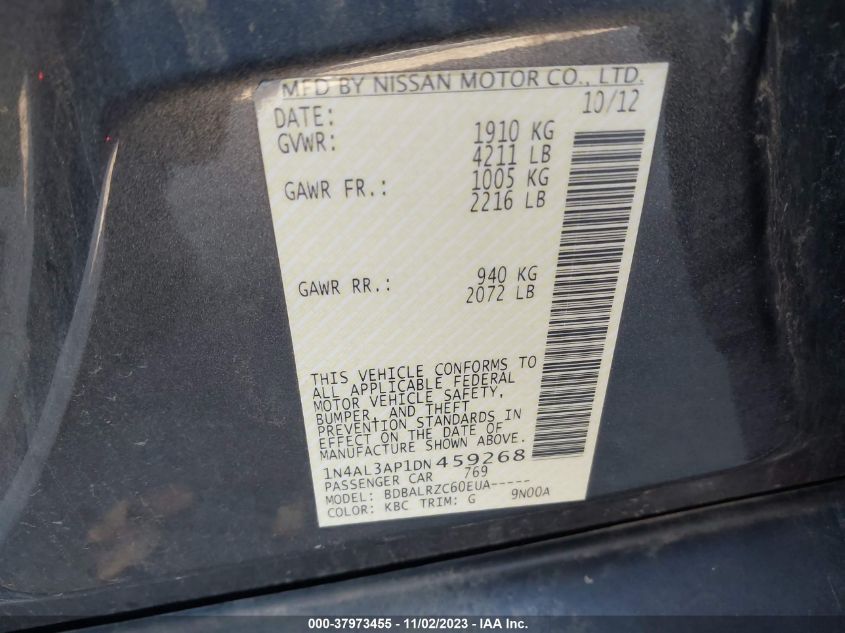 MFD BY NISSAN MOTOR CO., LTD.
DATE: 10/12
GVWR: 1910 KG
4211 LB
GAWR FR.: 1005 KG
2216 LB
GAWR RR.: 940 KG
2072 LB
THIS VEHICLE CONFORMS TO
ALL APPLICABLE FEDERAL
MOTOR VEHICLE SAFETY,
BUMPER, AND THEFT
PREVENTION STANDARDS IN
EFFECT ON THE DATE OF
MANUFACTURE SHOWN ABOVE.
1N4AL3AP1DN459268
PASSENGER CAR 769
MODEL: BDBALRZC60EUA-----
COLOR: KBC TRIM: G 9N00A
000-37973455 - 11/02/2023 - IAA Inc.